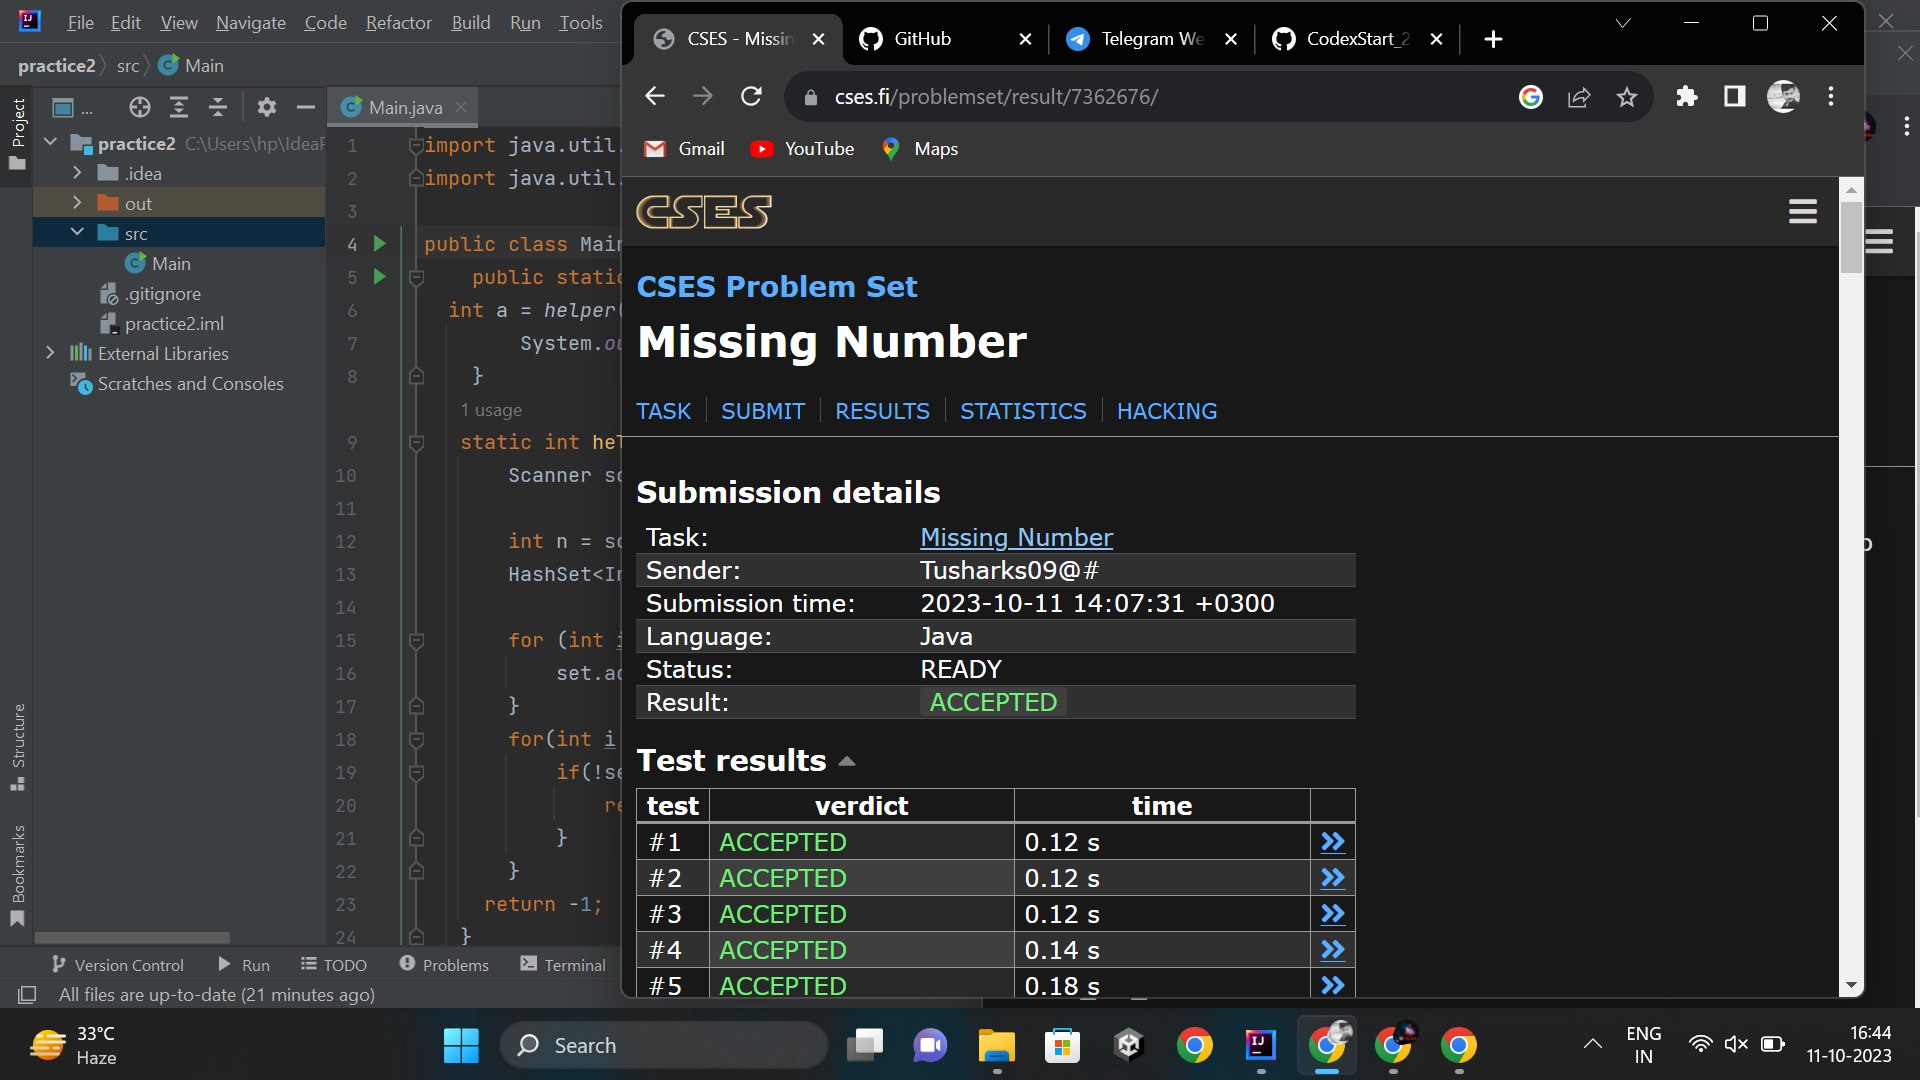 File Edit View Navigate Code Refactor Build Run Tools
practice2 src Main
Project
...
Main.java
practice2 C:\Users\hp\IdeaF
.idea
out
src
Main
.gitignore
practice2.iml
External Libraries
Scratches and Consoles
Structure
Bookmarks
1 import java.util.
2 import java.util.
3
4 public class Main
5 public static
6 int a = helper(
7 System.ou
8 }
1 usage
9 static int hel
10 Scanner sc
11
12 int n = sc
13 HashSet<In
14
15 for (int i
16 set.ad
17 }
18 for(int i
19 if(!se
20 re
21 }
22 }
23 return -1;
24 }
Version Control Run TODO Problems Terminal
All files are up-to-date (21 minutes ago)
CSES - Missin GitHub Telegram We CodexStart_2
cses.fi/problemset/result/7362676/
Gmail YouTube Maps
CSES
CSES Problem Set
Missing Number
TASK SUBMIT RESULTS STATISTICS HACKING
Submission details
Task: Missing Number
Sender: Tusharks09@#
Submission time: 2023-10-11 14:07:31 +0300
Language: Java
Status: READY
Result: ACCEPTED
Test results
test verdict time
#1 ACCEPTED 0.12 s >>
#2 ACCEPTED 0.12 s >>
#3 ACCEPTED 0.12 s >>
#4 ACCEPTED 0.14 s >>
#5 ACCEPTED 0.18 s >>
33°C
Haze
Search
ENG
IN
16:44
11-10-2023